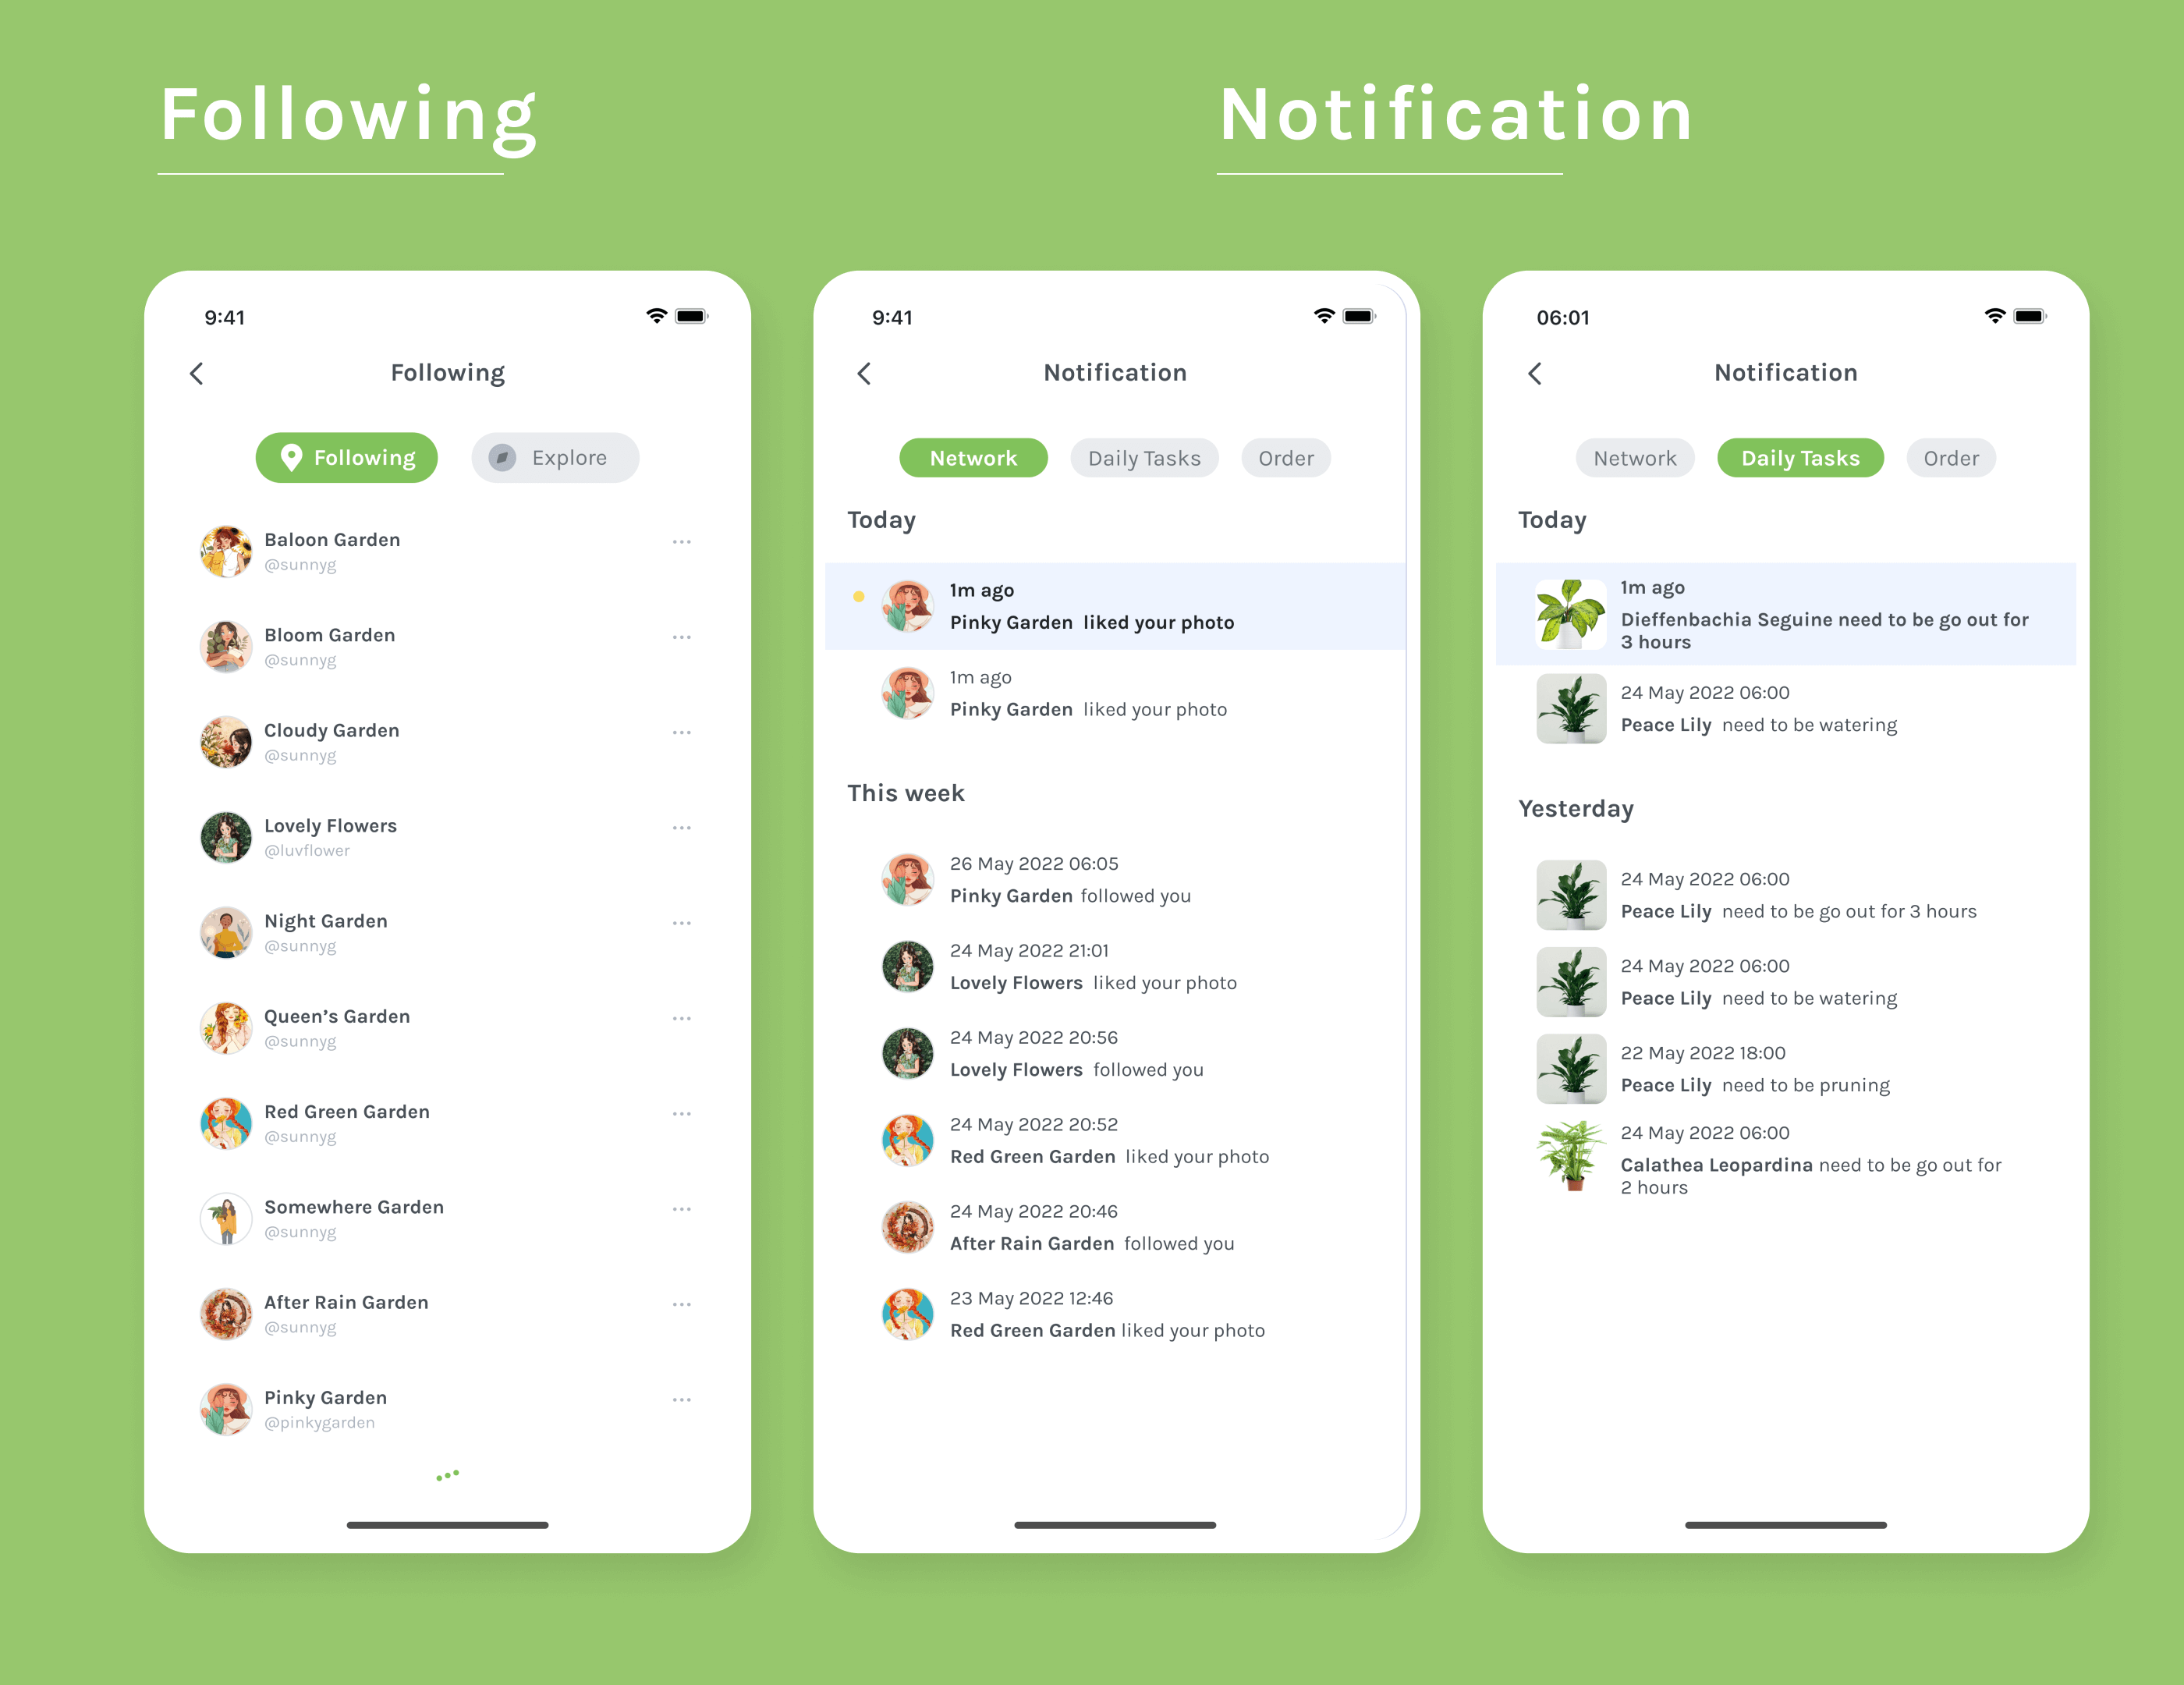 Following
Notification
9:41
Following
Following
Explore
Baloon Garden
@sunnyg
Bloom Garden
@sunnyg
Cloudy Garden
@sunnyg
Lovely Flowers
@luvflower
Night Garden
@sunnyg
Queen’s Garden
@sunnyg
Red Green Garden
@sunnyg
Somewhere Garden
@sunnyg
After Rain Garden
@sunnyg
Pinky Garden
@pinkygarden
9:41
Notification
Network
Daily Tasks
Order
Today
1m ago
Pinky Garden liked your photo
1m ago
Pinky Garden liked your photo
This week
26 May 2022 06:05
Pinky Garden followed you
24 May 2022 21:01
Lovely Flowers liked your photo
24 May 2022 20:56
Lovely Flowers followed you
24 May 2022 20:52
Red Green Garden liked your photo
24 May 2022 20:46
After Rain Garden followed you
23 May 2022 12:46
Red Green Garden liked your photo
06:01
Notification
Network
Daily Tasks
Order
Today
1m ago
Dieffenbachia Seguine need to be go out for
3 hours
24 May 2022 06:00
Peace Lily need to be watering
Yesterday
24 May 2022 06:00
Peace Lily need to be go out for 3 hours
24 May 2022 06:00
Peace Lily need to be watering
22 May 2022 18:00
Peace Lily need to be pruning
24 May 2022 06:00
Calathea Leopardina need to be go out for
2 hours